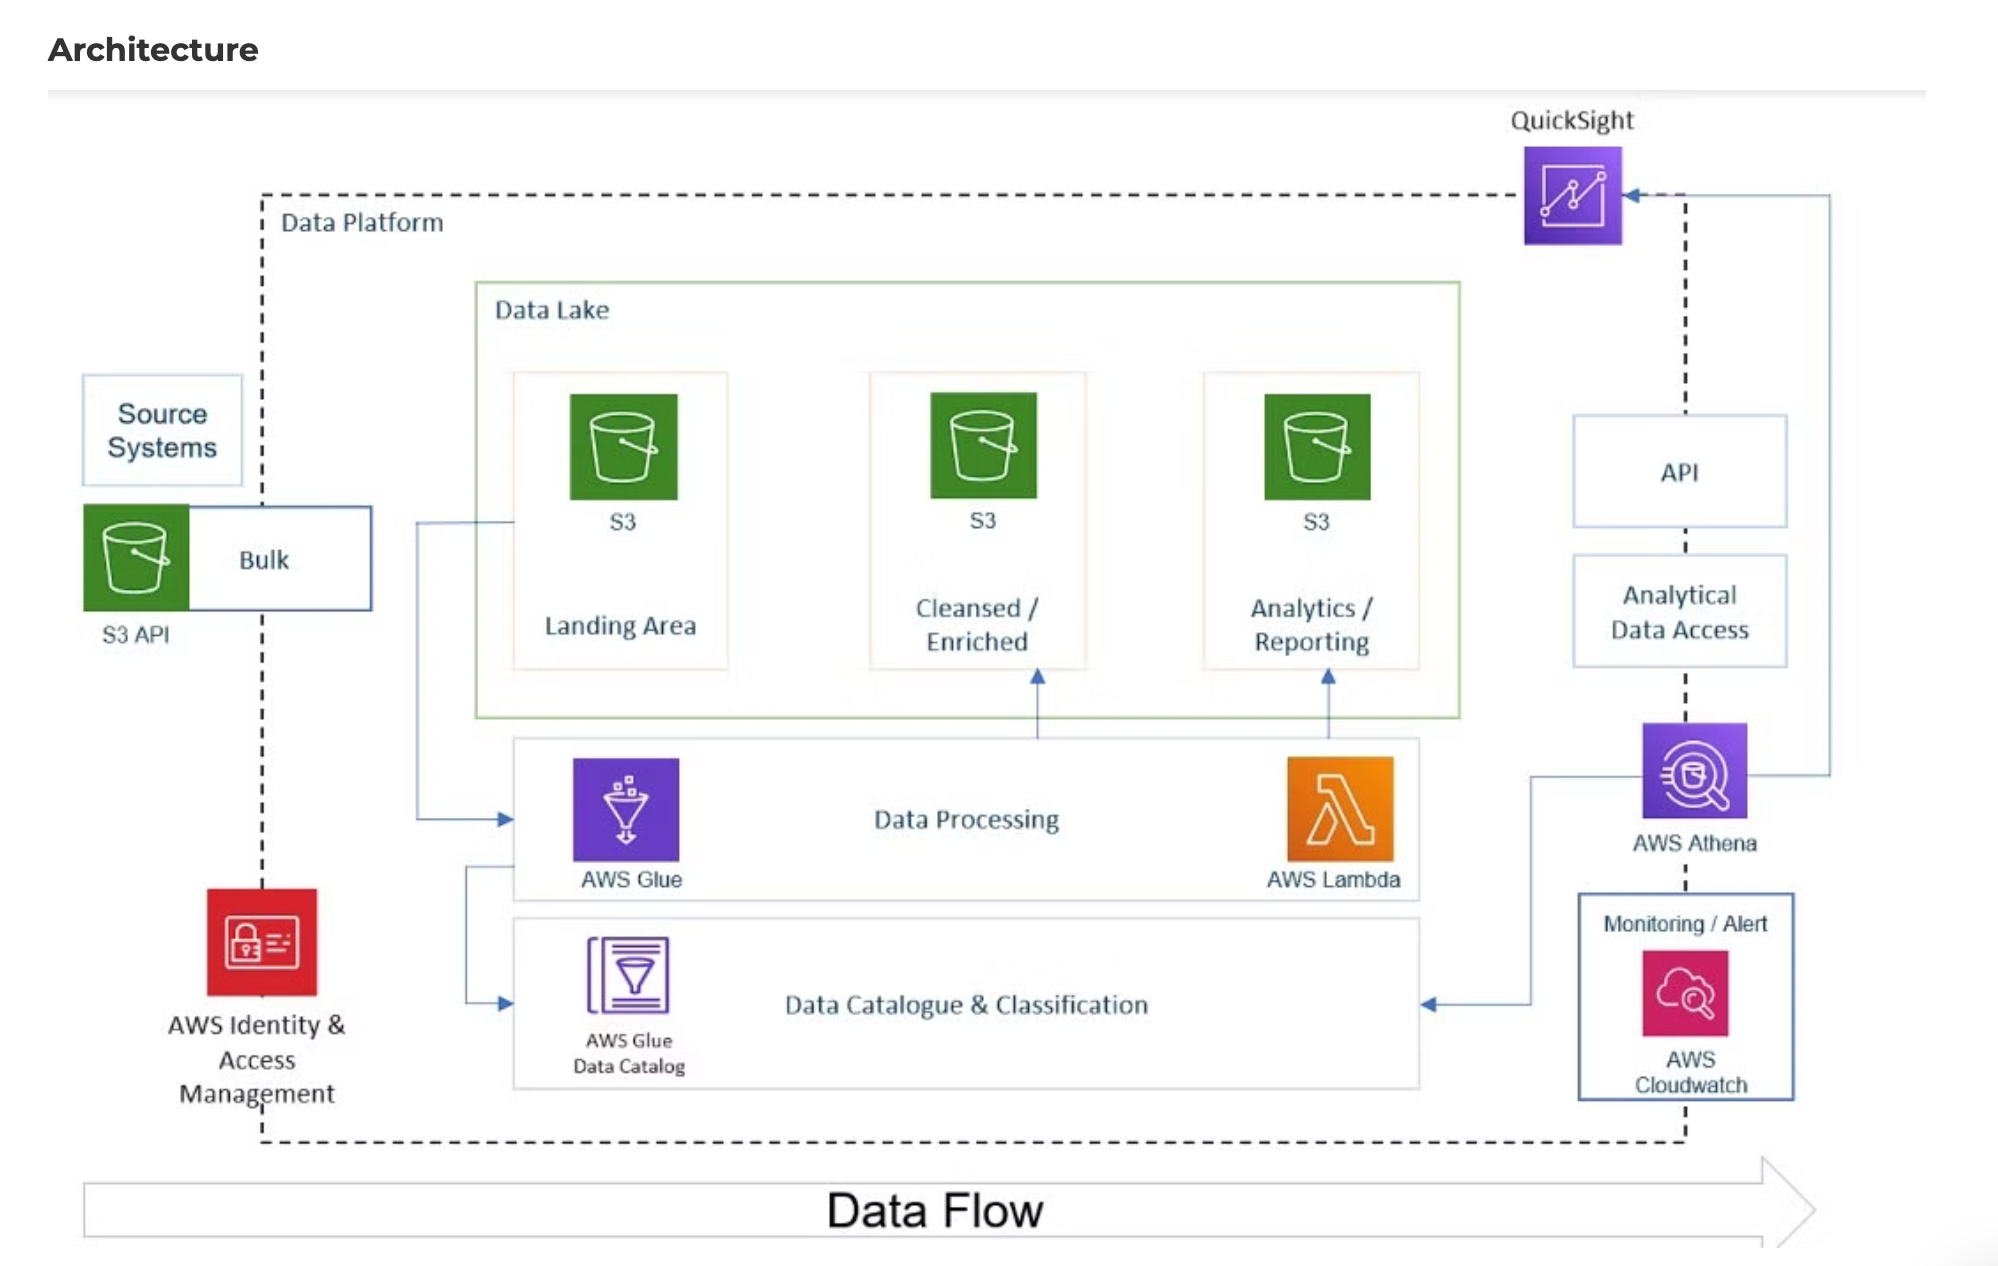 Architecture
QuickSight
Data Platform
Data Lake
Source
Systems
S3
S3
S3
API
Bulk
S3 API
Landing Area
Cleansed /
Enriched
Analytics /
Reporting
Analytical
Data Access
Data Processing
AWS Glue
AWS Lambda
AWS Athena
Monitoring / Alert
AWS Identity &
Access
Management
Data Catalogue & Classification
AWS Glue
Data Catalog
AWS
Cloudwatch
Data Flow